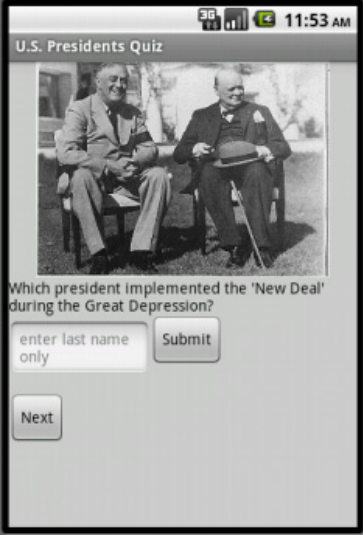 3G
11:53 AM
U.S. Presidents Quiz
Which president implemented the 'New Deal'
during the Great Depression?
enter last name
only
Submit
Next